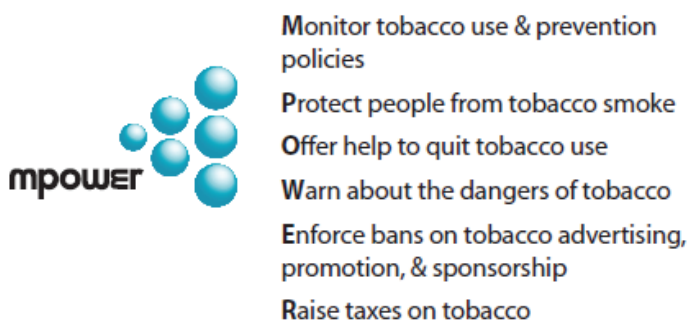 mpower
Monitor tobacco use & prevention
policies
Protect people from tobacco smoke
Offer help to quit tobacco use
Warn about the dangers of tobacco
Enforce bans on tobacco advertising,
promotion, & sponsorship
Raise taxes on tobacco